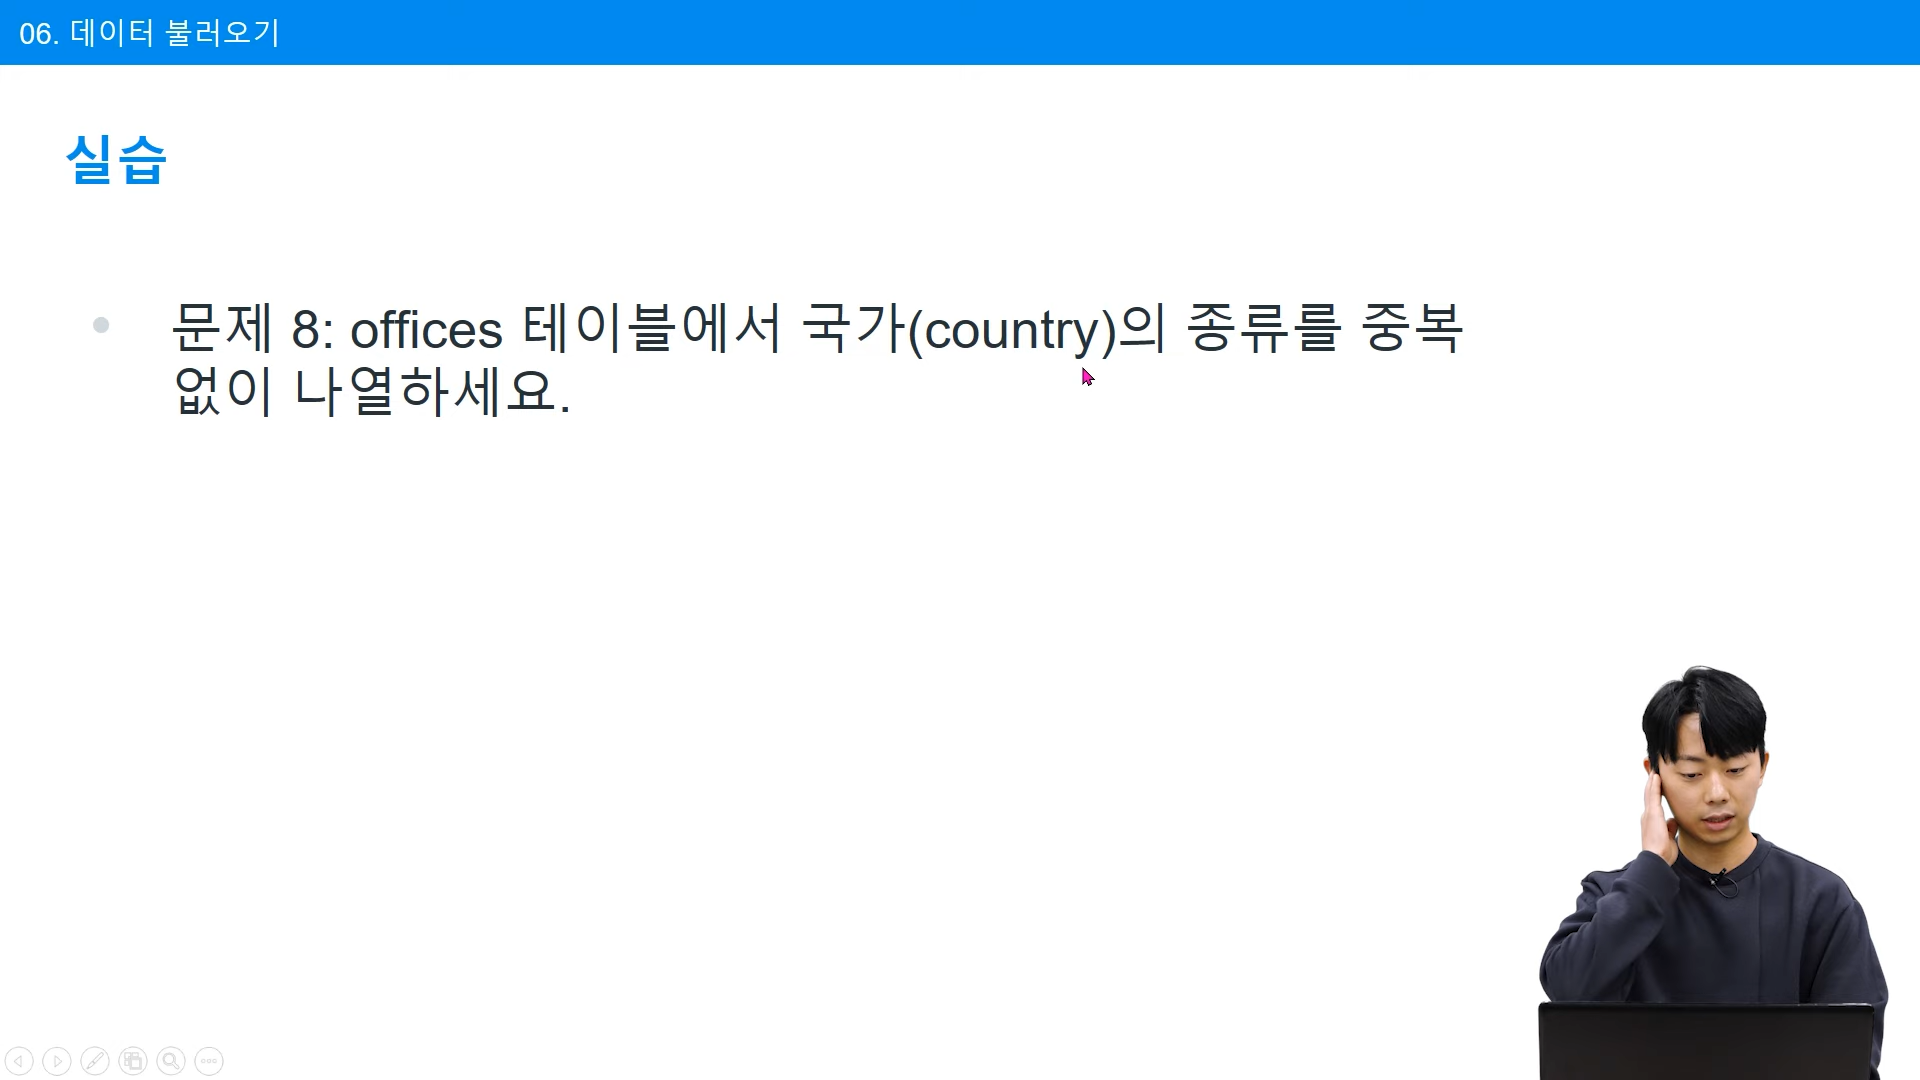 06. 데이터 불러오기
실습
문제 8: offices 테이블에서 국가(country)의 종류를 중복
없이 나열하세요.